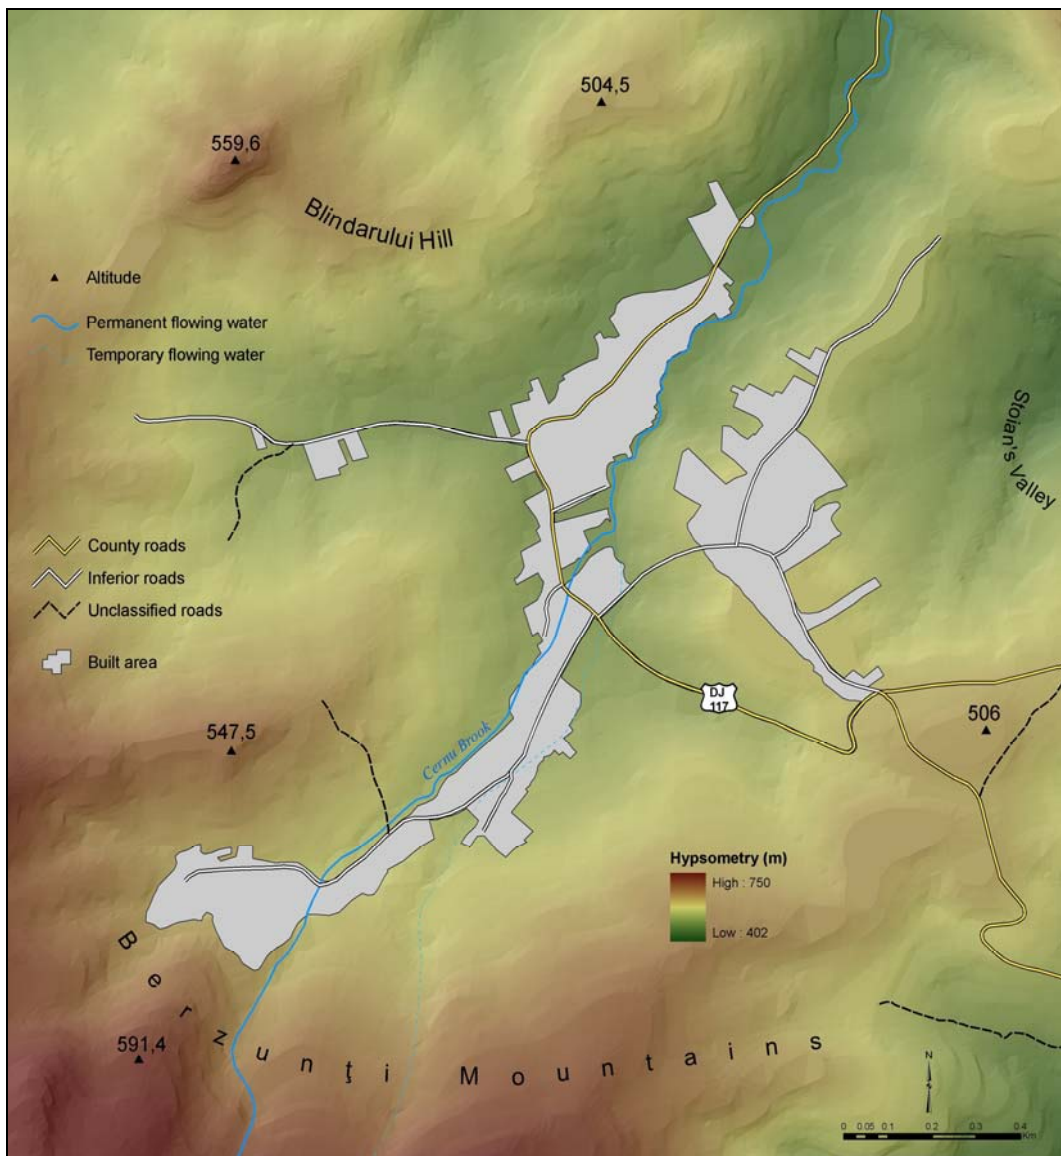 504,5
559,6
Blindarului Hill
Altitude
Permanent flowing water
Temporary flowing water
Stoian's Valley
County roads
Inferior roads
Unclassified roads
Built area
DJ
117
506
547,5
Cernu Brook
Hypsometry (m)
High : 750
Low : 402
Berzunţi Mountains
591,4
N
S
0 0.05 0.1 0.2 0.3 0.4
Km